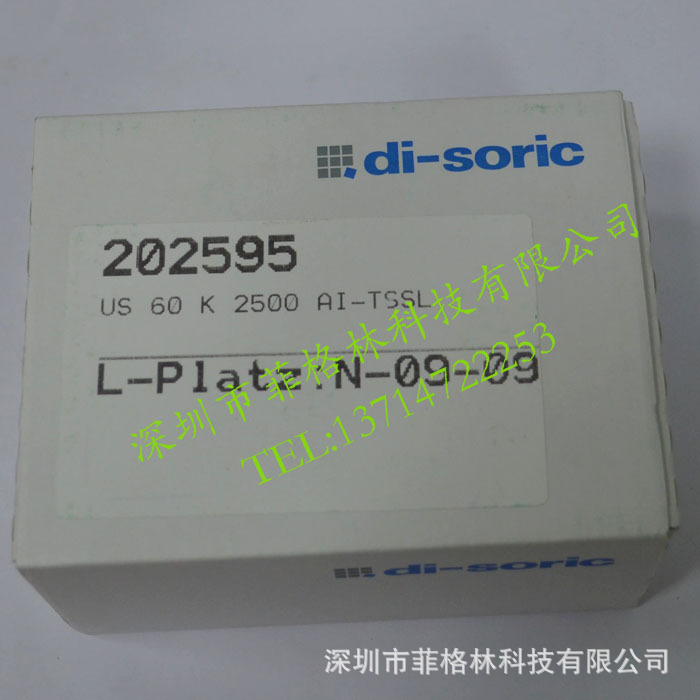 di-soric
202595
US 60 K 2500 AI-TSSL
L-Platz:N-09-09
深圳市菲格林科技有限公司
TEL:13714722253
di-soric
深圳市菲格林科技有限公司